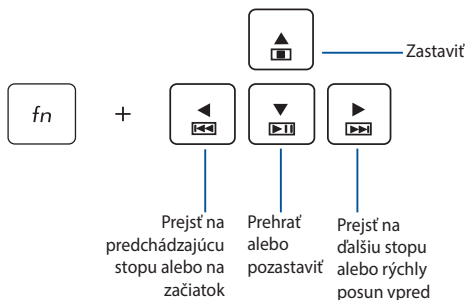 Zastaviť
fn
+
Prejsť na
predchádzajúcu
stopu alebo na
začiatok
Prehrať
alebo
pozastaviť
Prejsť na
ďalšiu stopu
alebo rýchly
posun vpred